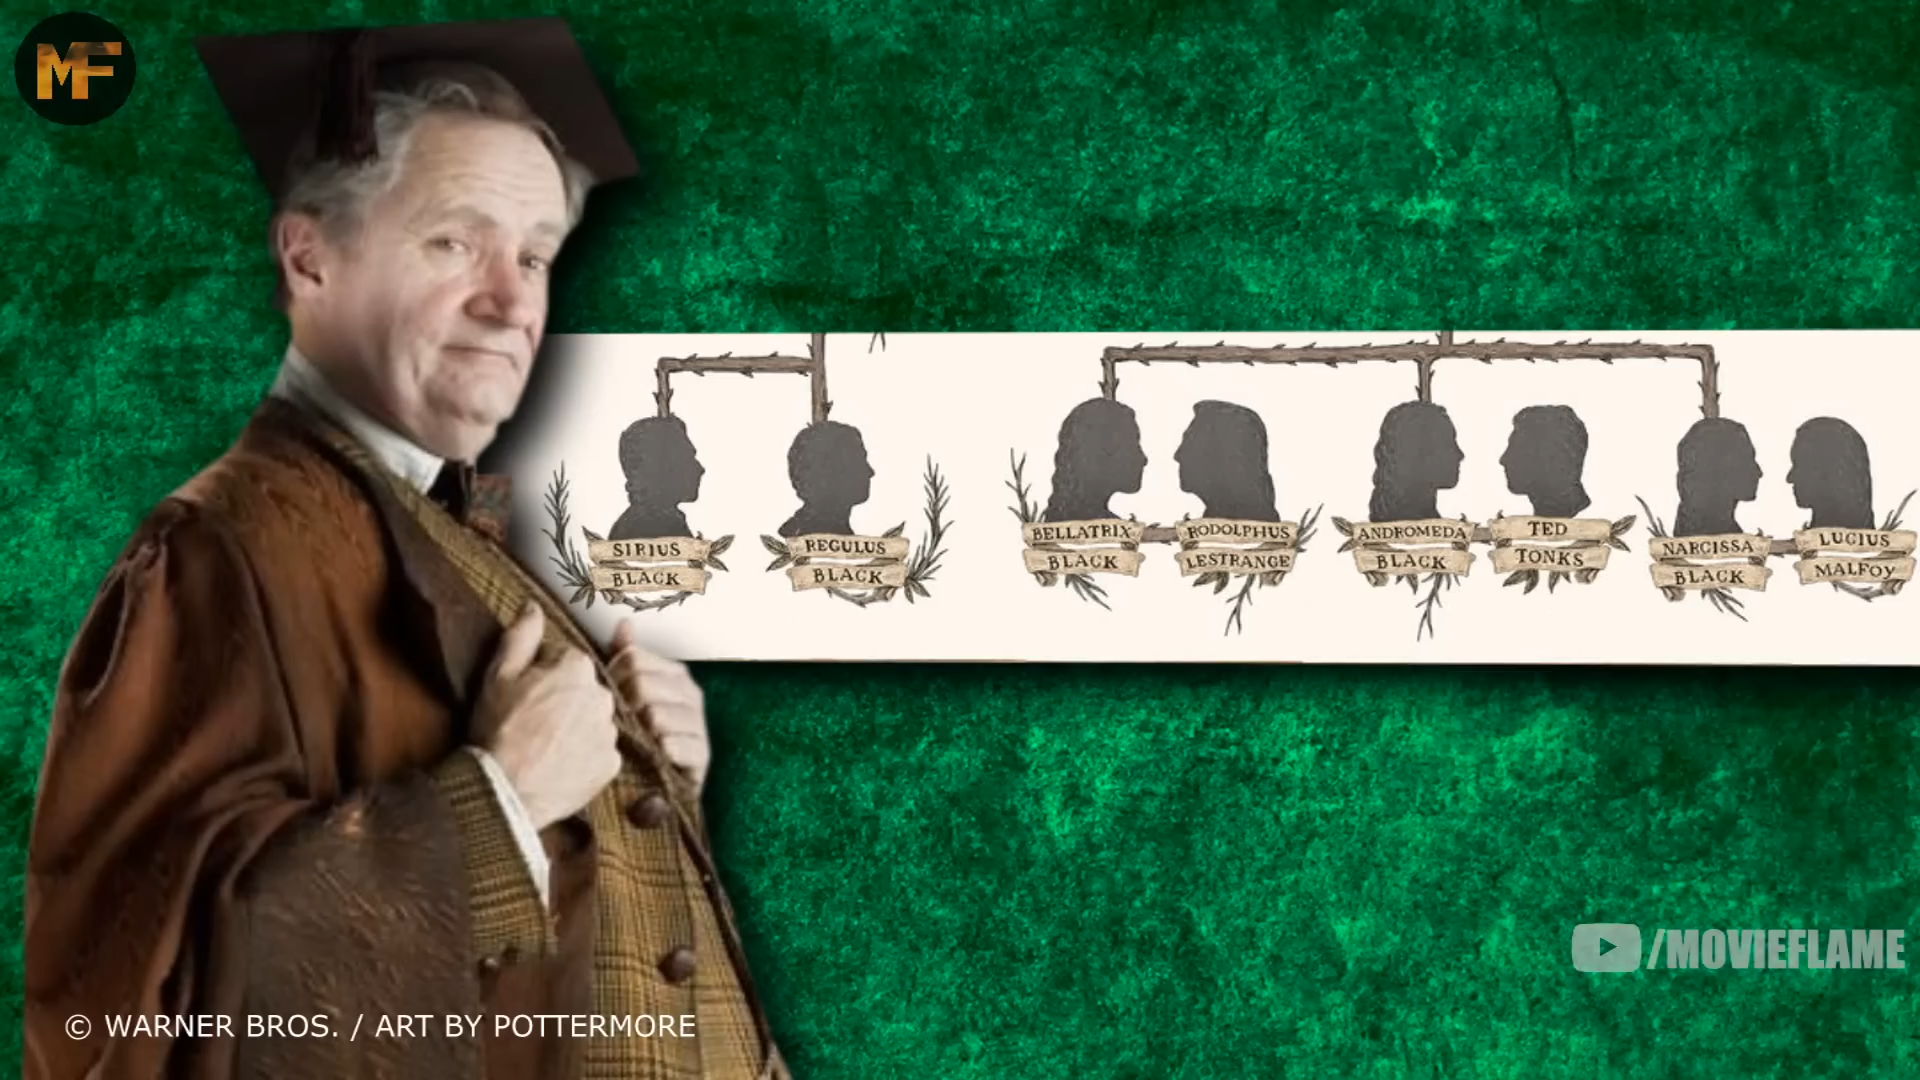 MF
SIRIUS
BLACK
REGULUS
BLACK
BELLATRIX
BLACK
RODOLPHUS
LESTRANGE
ANDROMEDA
BLACK
TED
TONKS
NARCISSA
BLACK
LUCIUS
MALFOY
/MOVIEFLAME
© WARNER BROS. / ART BY POTTERMORE